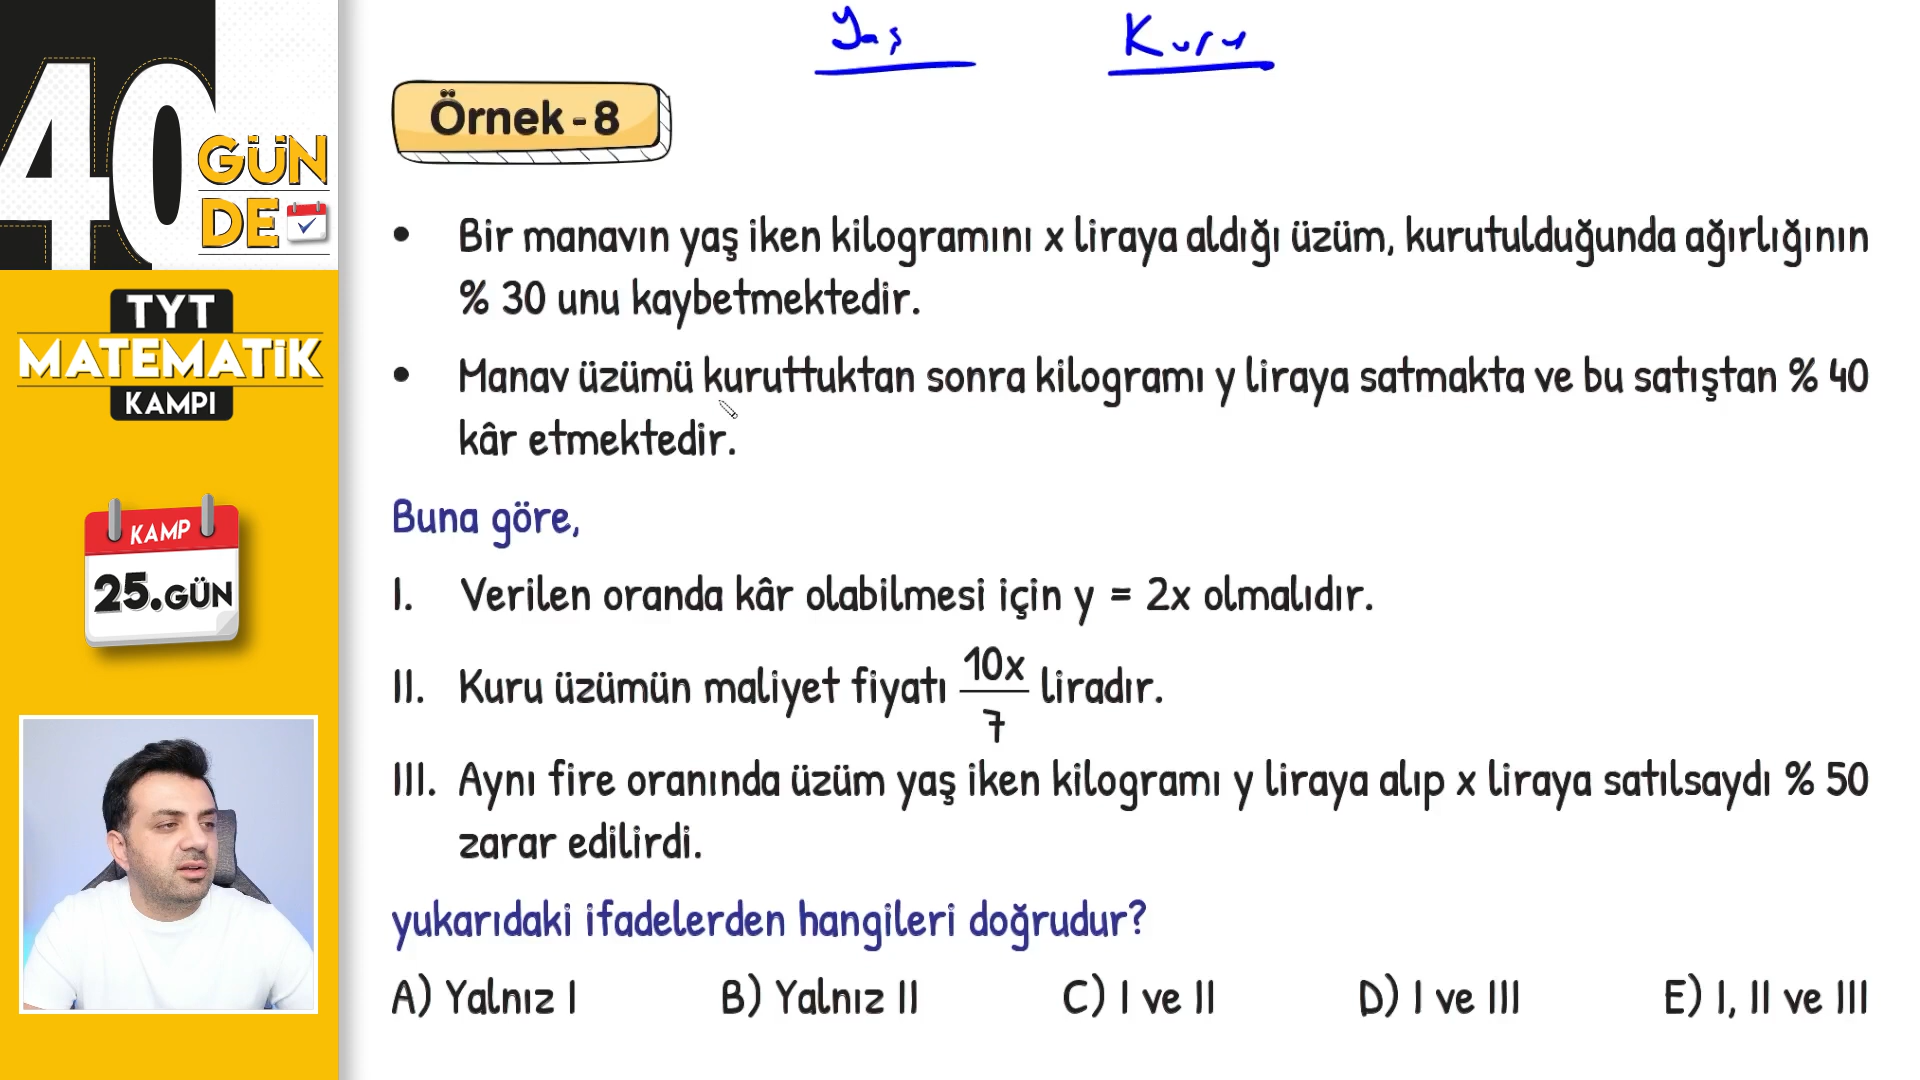 Yaş Kuru
40
GÜN
DE
TYT
MATEMATİK
KAMPI
KAMP
25.GÜN
Örnek - 8
• Bir manavın yaş iken kilogramını x liraya aldığı üzüm, kurutulduğunda ağırlığının
% 30 unu kaybetmektedir.
• Manav üzümü kuruttuktan sonra kilogramı y liraya satmakta ve bu satıştan % 40
kâr etmektedir.
Buna göre,
I. Verilen oranda kâr olabilmesi için y = 2x olmalıdır.
II. Kuru üzümün maliyet fiyatı 10x/7 liradır.
III. Aynı fire oranında üzüm yaş iken kilogramı y liraya alıp x liraya satılsaydı % 50
zarar edilirdi.
yukarıdaki ifadelerden hangileri doğrudur?
A) Yalnız I B) Yalnız II C) I ve II D) I ve III E) I, II ve III